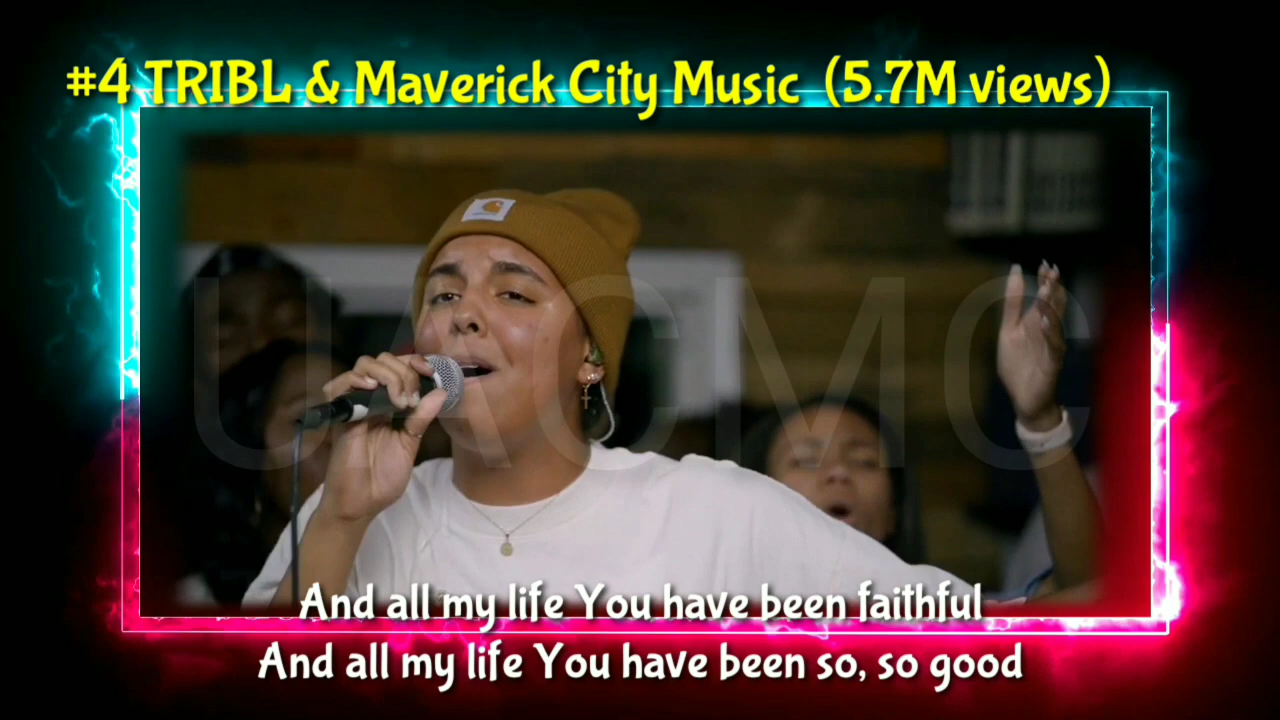 #4 TRIBL & Maverick City Music (5.7M views)
UACMC
And all my life You have been faithful
And all my life You have been so, so good